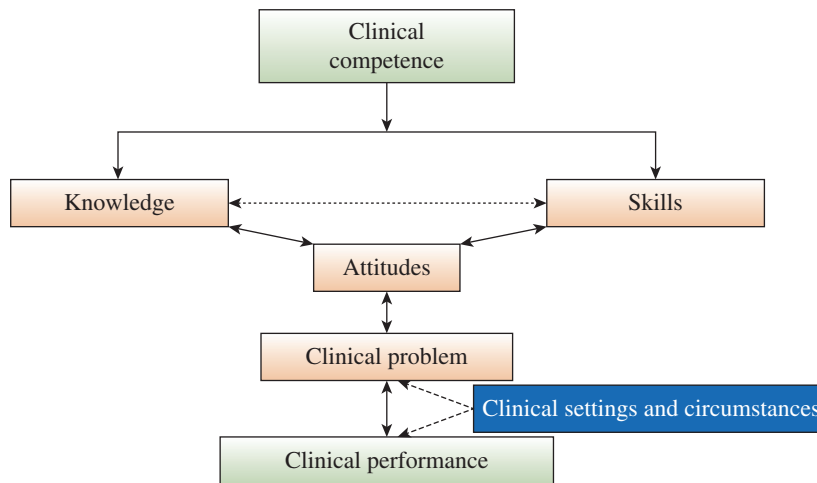 Clinical
competence
Knowledge
Skills
Attitudes
Clinical problem
Clinical settings and circumstances
Clinical performance